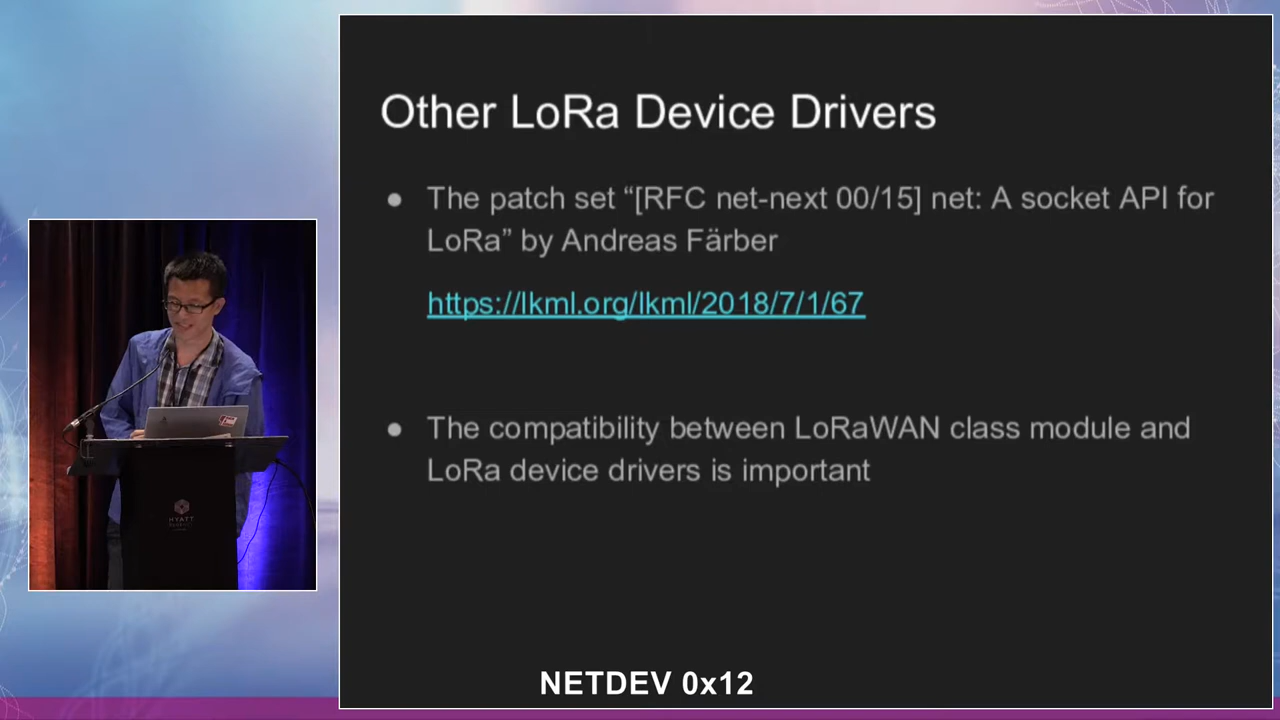 Other LoRa Device Drivers
● The patch set “[RFC net-next 00/15] net: A socket API for
LoRa” by Andreas Färber
https://lkml.org/lkml/2018/7/1/67
● The compatibility between LoRaWAN class module and
LoRa device drivers is important
HYATT
NETDEV 0x12